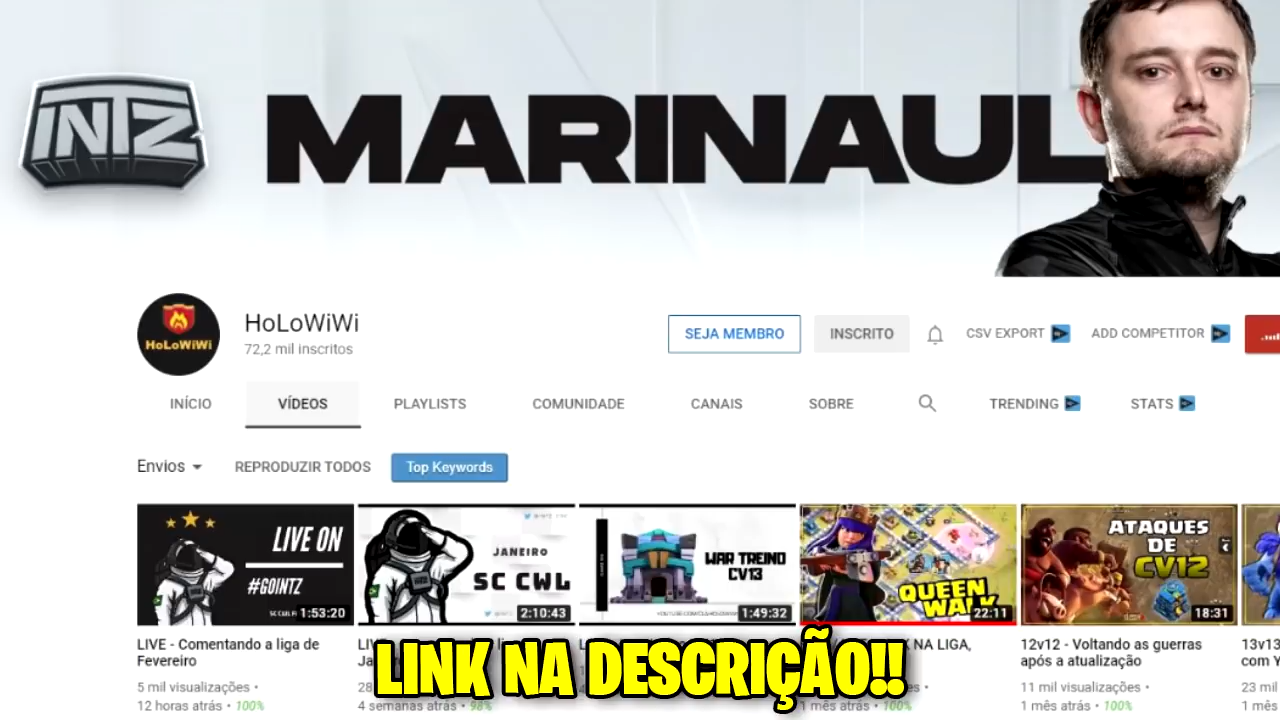 INTZ
MARINAUL
HoLoWiWi
HoLoWiWi
72,2 mil inscritos
SEJA MEMBRO
INSCRITO
CSV EXPORT
ADD COMPETITOR
INÍCIO
VÍDEOS
PLAYLISTS
COMUNIDADE
CANAIS
SOBRE
TRENDING
STATS
Envios
REPRODUZIR TODOS
Top Keywords
LIVE ON
#GOINTZ
1:53:20
JANEIRO
SC CWL
INTZ
2:10:43
WAR TREINO
CV13
1:49:32
QUEEN
WALK
22:11
ATAQUES
DE
CV12
18:31
LIVE - Comentando a liga de
Fevereiro
5 mil visualizações •
12 horas atrás • 100%
4 semanas atrás • 98%
NA LIGA,
1 mês atrás • 100%
12v12 - Voltando as guerras
após a atualização
11 mil visualizações •
1 mês atrás • 100%
13v13
com
23 mil
1 mês
LINK NA DESCRIÇÃO!!